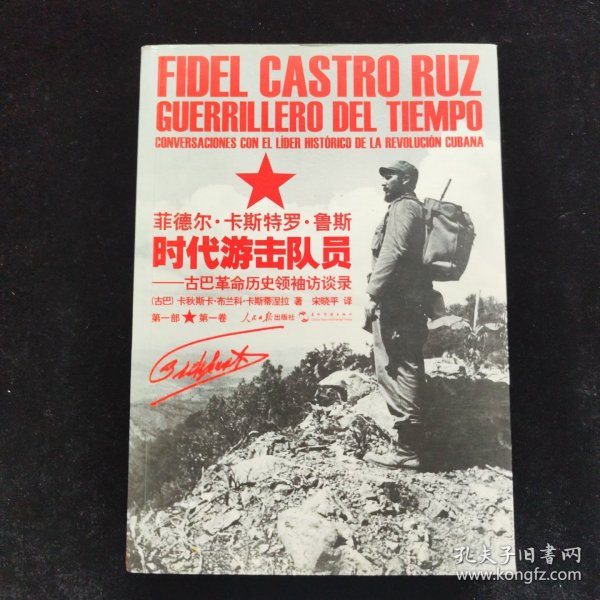 FIDEL CASTRO RUZ
GUERRILLERO DEL TIEMPO
CONVERSACIONES CON EL LÍDER HISTÓRICO DE LA REVOLUCIÓN CUBANA
菲德尔·卡斯特罗·鲁斯
时代游击队员
——古巴革命历史领袖访谈录
(古巴) 卡秋斯卡·布兰科·卡斯蒂涅拉 著 宋晓平 译
第一部★第一卷 人民日报出版社
孔夫子旧书网
www.kongfz.com